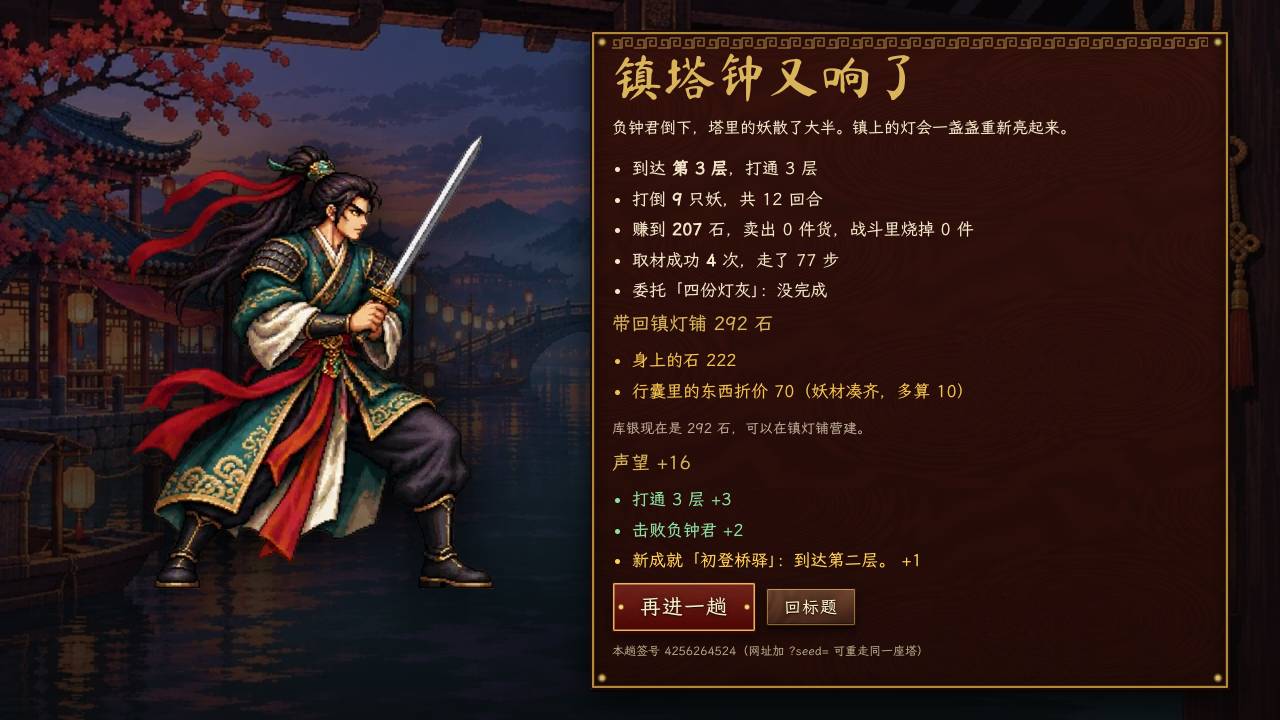 镇塔钟又响了
负钟君倒下，塔里的妖散了大半。镇上的灯会一盏盏重新亮起来。
• 到达 第 3 层，打通 3 层
• 打倒 9 只妖，共 12 回合
• 赚到 207 石，卖出 0 件货，战斗里烧掉 0 件
• 取材成功 4 次，走了 77 步
• 委托「四份灯灰」：没完成
带回镇灯铺 292 石
• 身上的石 222
• 行囊里的东西折价 70（妖材凑齐，多算 10）
库银现在是 292 石，可以在镇灯铺营建。
声望 +16
• 打通 3 层 +3
• 击败负钟君 +2
• 新成就「初登桥驿」：到达第二层。 +1
再进一趟
回标题
本趟签号 4256264524（网址加 ?seed= 可重走同一座塔）